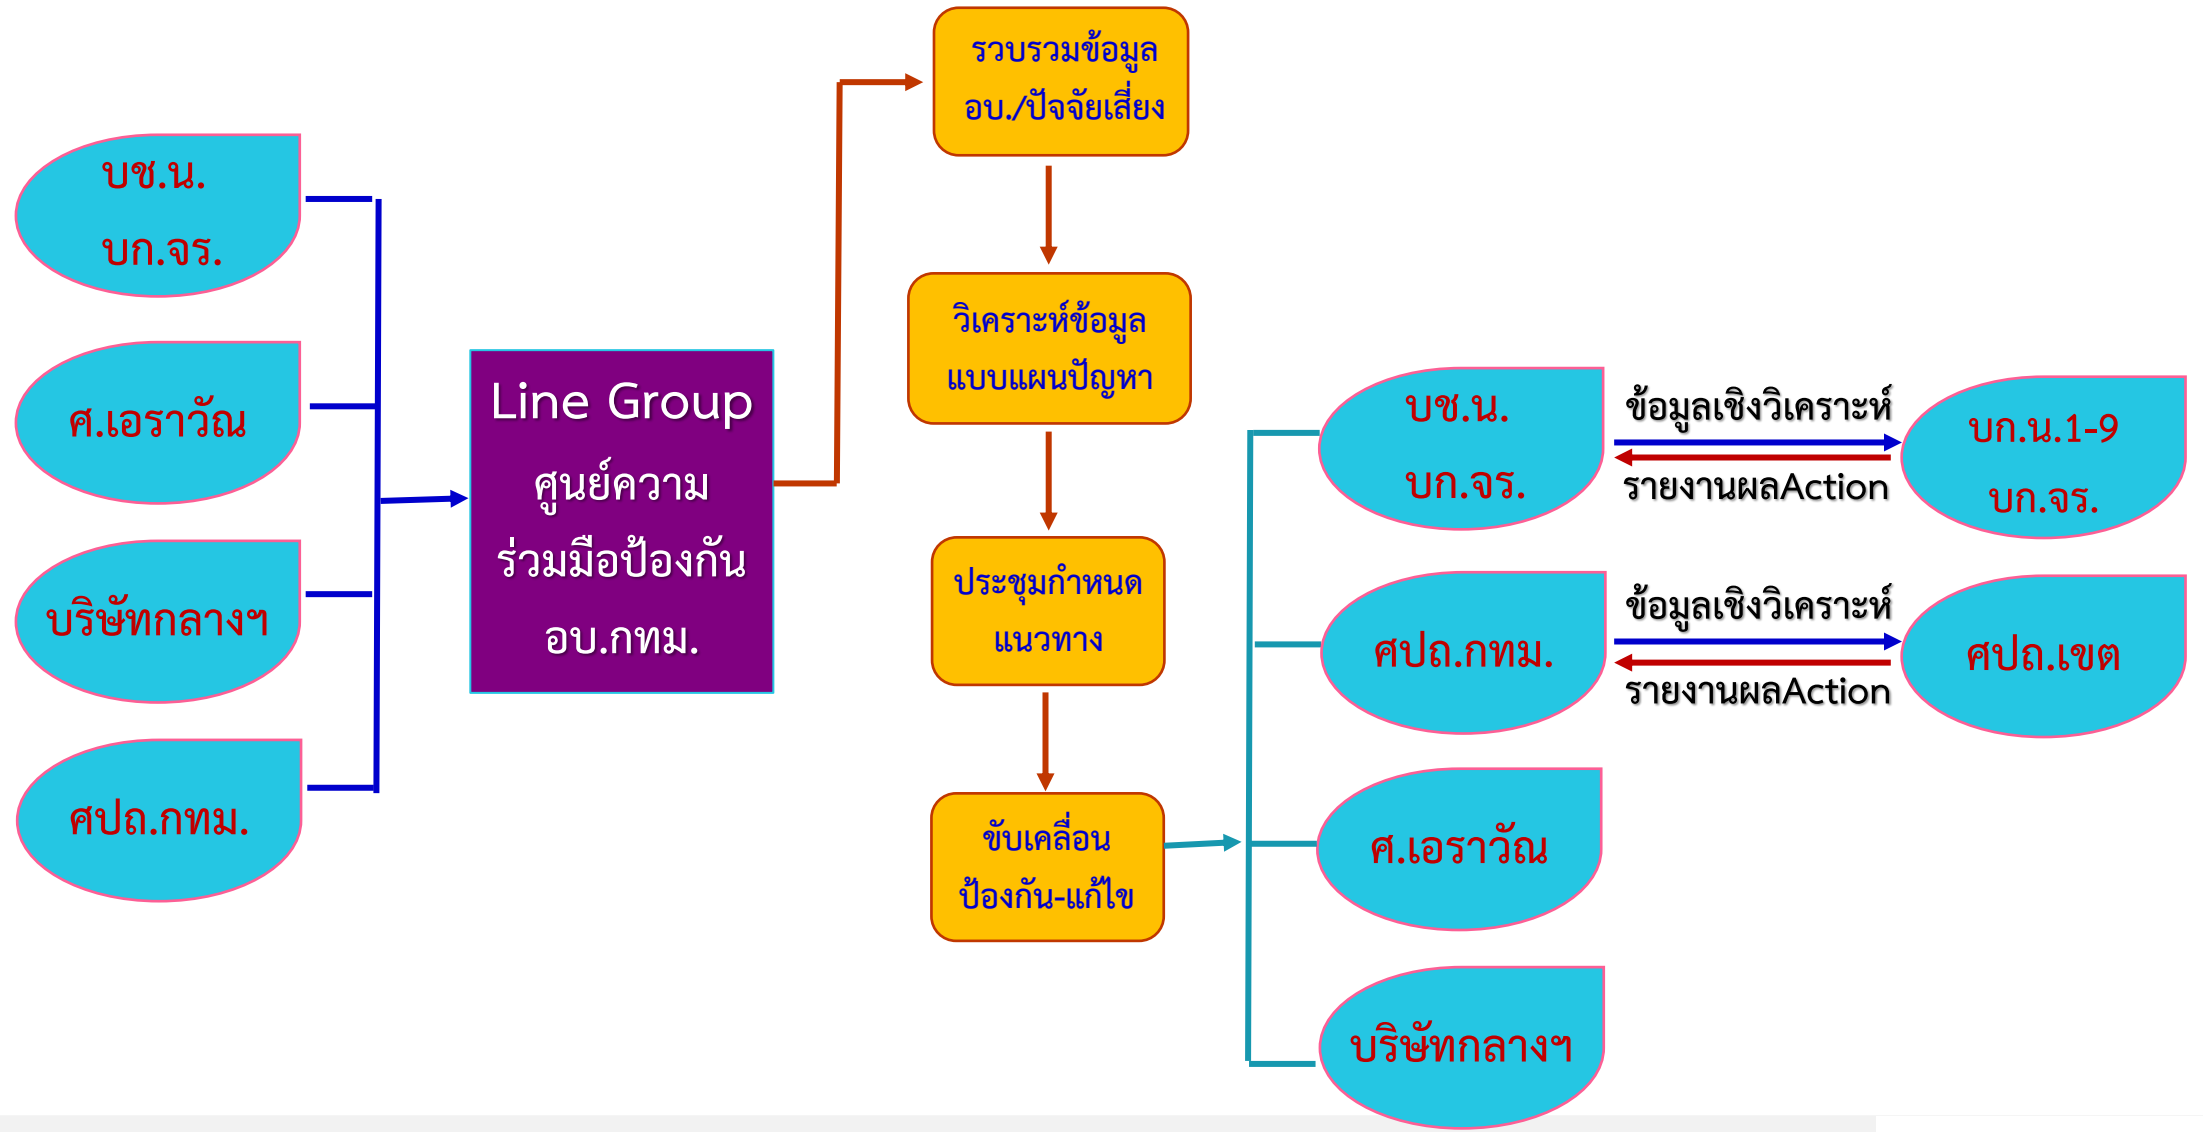 บช.น.
บก.จร.
ศ.เอราวัณ
บริษัทกลางฯ
ศปถ.กทม.
Line Group
ศูนย์ความ
ร่วมมือป้องกัน
อบ.กทม.
รวบรวมข้อมูล
อบ./ปัจจัยเสี่ยง
วิเคราะห์ข้อมูล
แบบแผนปัญหา
ประชุมกำหนด
แนวทาง
ขับเคลื่อน
ป้องกัน-แก้ไข
บช.น.
บก.จร.
ข้อมูลเชิงวิเคราะห์
รายงานผลAction
บก.น.1-9
บก.จร.
ศปถ.กทม.
ข้อมูลเชิงวิเคราะห์
รายงานผลAction
ศปถ.เขต
ศ.เอราวัณ
บริษัทกลางฯ